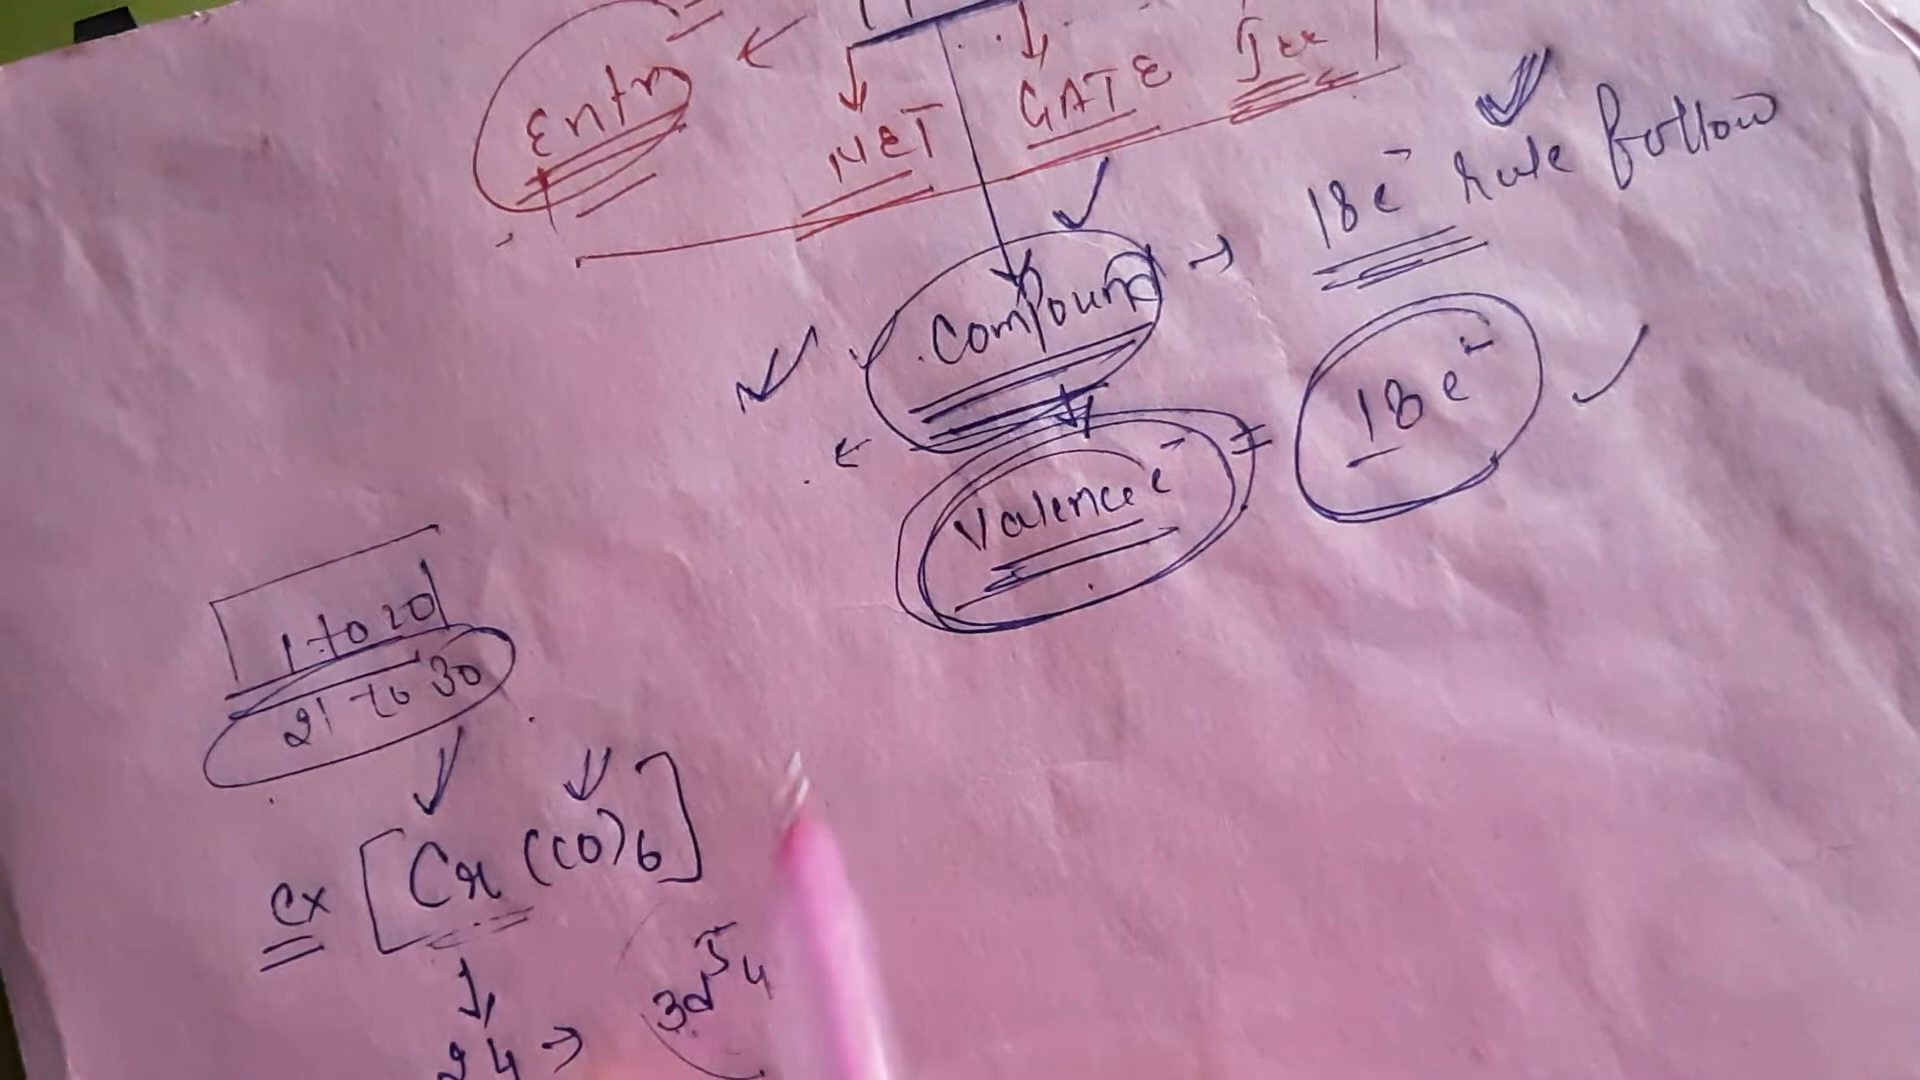 Entr NET GATE Jee
18e⁻ rule follow
Compound →
Valence e⁻ = 18e⁻
1 to 20
21 to 30
ex [Cr(CO)6]
24 → 3d⁵4